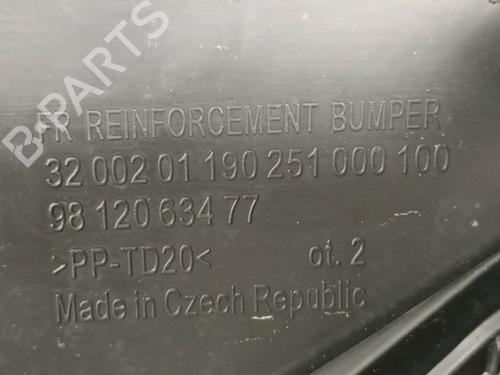 B-PARTS
FR REINFORCEMENT BUMPER
32 002 01 190 251 000 100
98 120 634 77
>PP-TD20< ot. 2
Made in Czech Republic